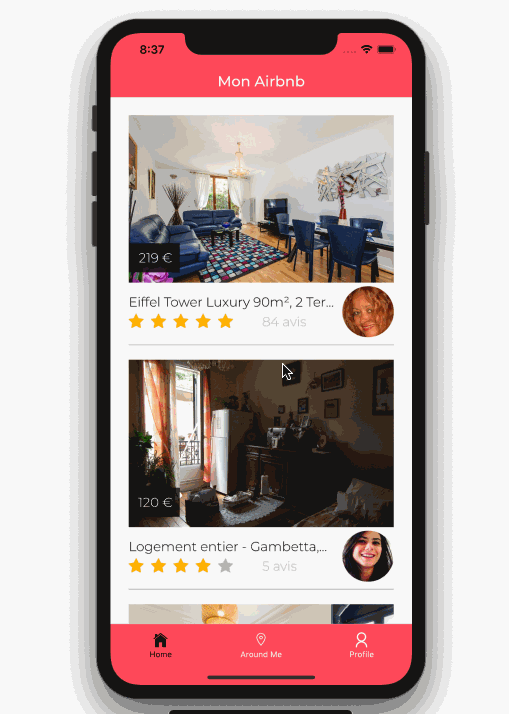 8:37
Mon Airbnb
219 €
Eiffel Tower Luxury 90m², 2 Ter...
84 avis
120 €
Logement entier - Gambetta,...
5 avis
Home
Around Me
Profile